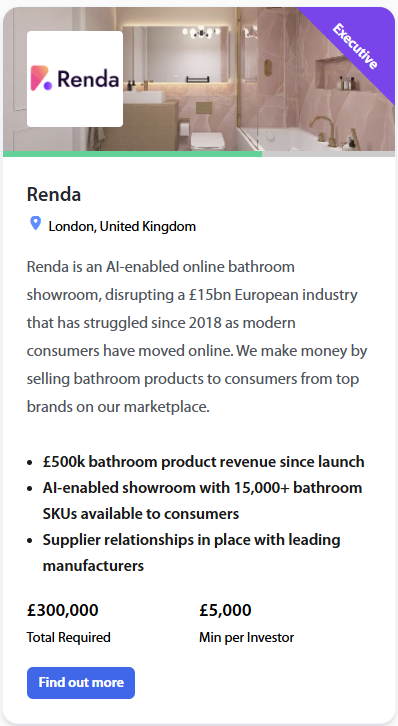 Renda
Executive
Renda
London, United Kingdom
Renda is an AI-enabled online bathroom
showroom, disrupting a £15bn European industry
that has struggled since 2018 as modern
consumers have moved online. We make money by
selling bathroom products to consumers from top
brands on our marketplace.
• £500k bathroom product revenue since launch
• AI-enabled showroom with 15,000+ bathroom
SKUs available to consumers
• Supplier relationships in place with leading
manufacturers
£300,000 £5,000
Total Required Min per Investor
Find out more